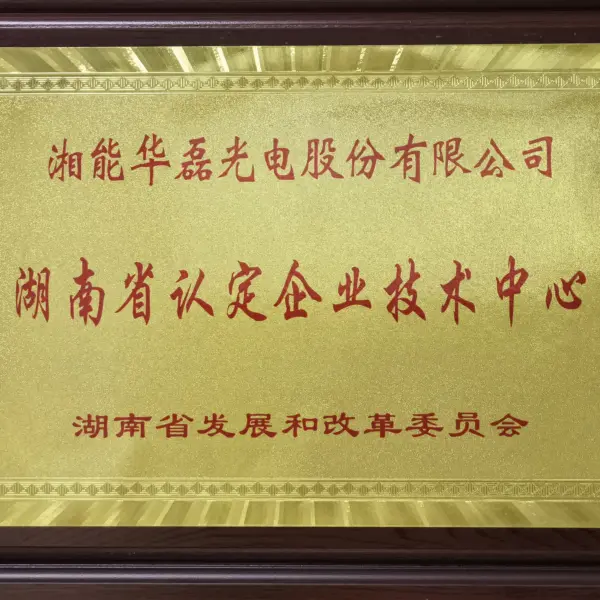 湘能华磊光电股份有限公司
湖南省认定企业技术中心
湖南省发展和改革委员会